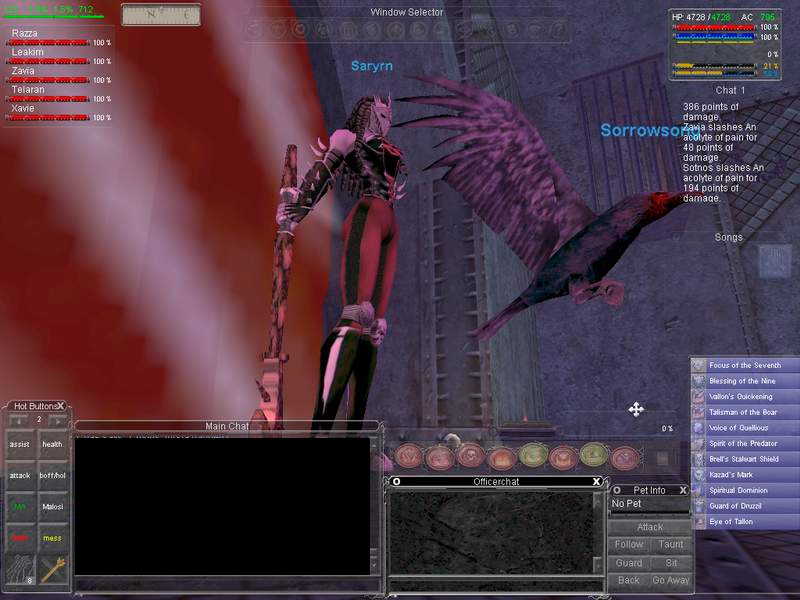 Window Selector
HP: 4728 / 4728 AC
100 %
100 %
0 %
21 %
Razza
100 %
Leakim
100 %
Zavia
100 %
Telaran
100 %
Xavie
100 %
Saryrn
Chat 1
386 points of
damage.
Zavia slashes An
acolyte of pain for
48 points of
damage.
Sotnos slashes An
acolyte of pain for
194 points of
damage.
Songs
Focus of the Seventh
Blessing of the Nine
Vallon's Quickening
Talisman of the Boar
Voice of Quellious
Spirit of the Predator
Brell's Stalwart Shield
Kazad's Mark
Spiritual Dominion
Guard of Druzzil
Eye of Tallon
Hot Buttons X
2
assist health
attack boff/hol
Malosi
mess
8
Main Chat
0 %
O Officerchat X
O Pet Info X
No Pet
Attack
Follow Taunt
Guard Sit
Back Go Away